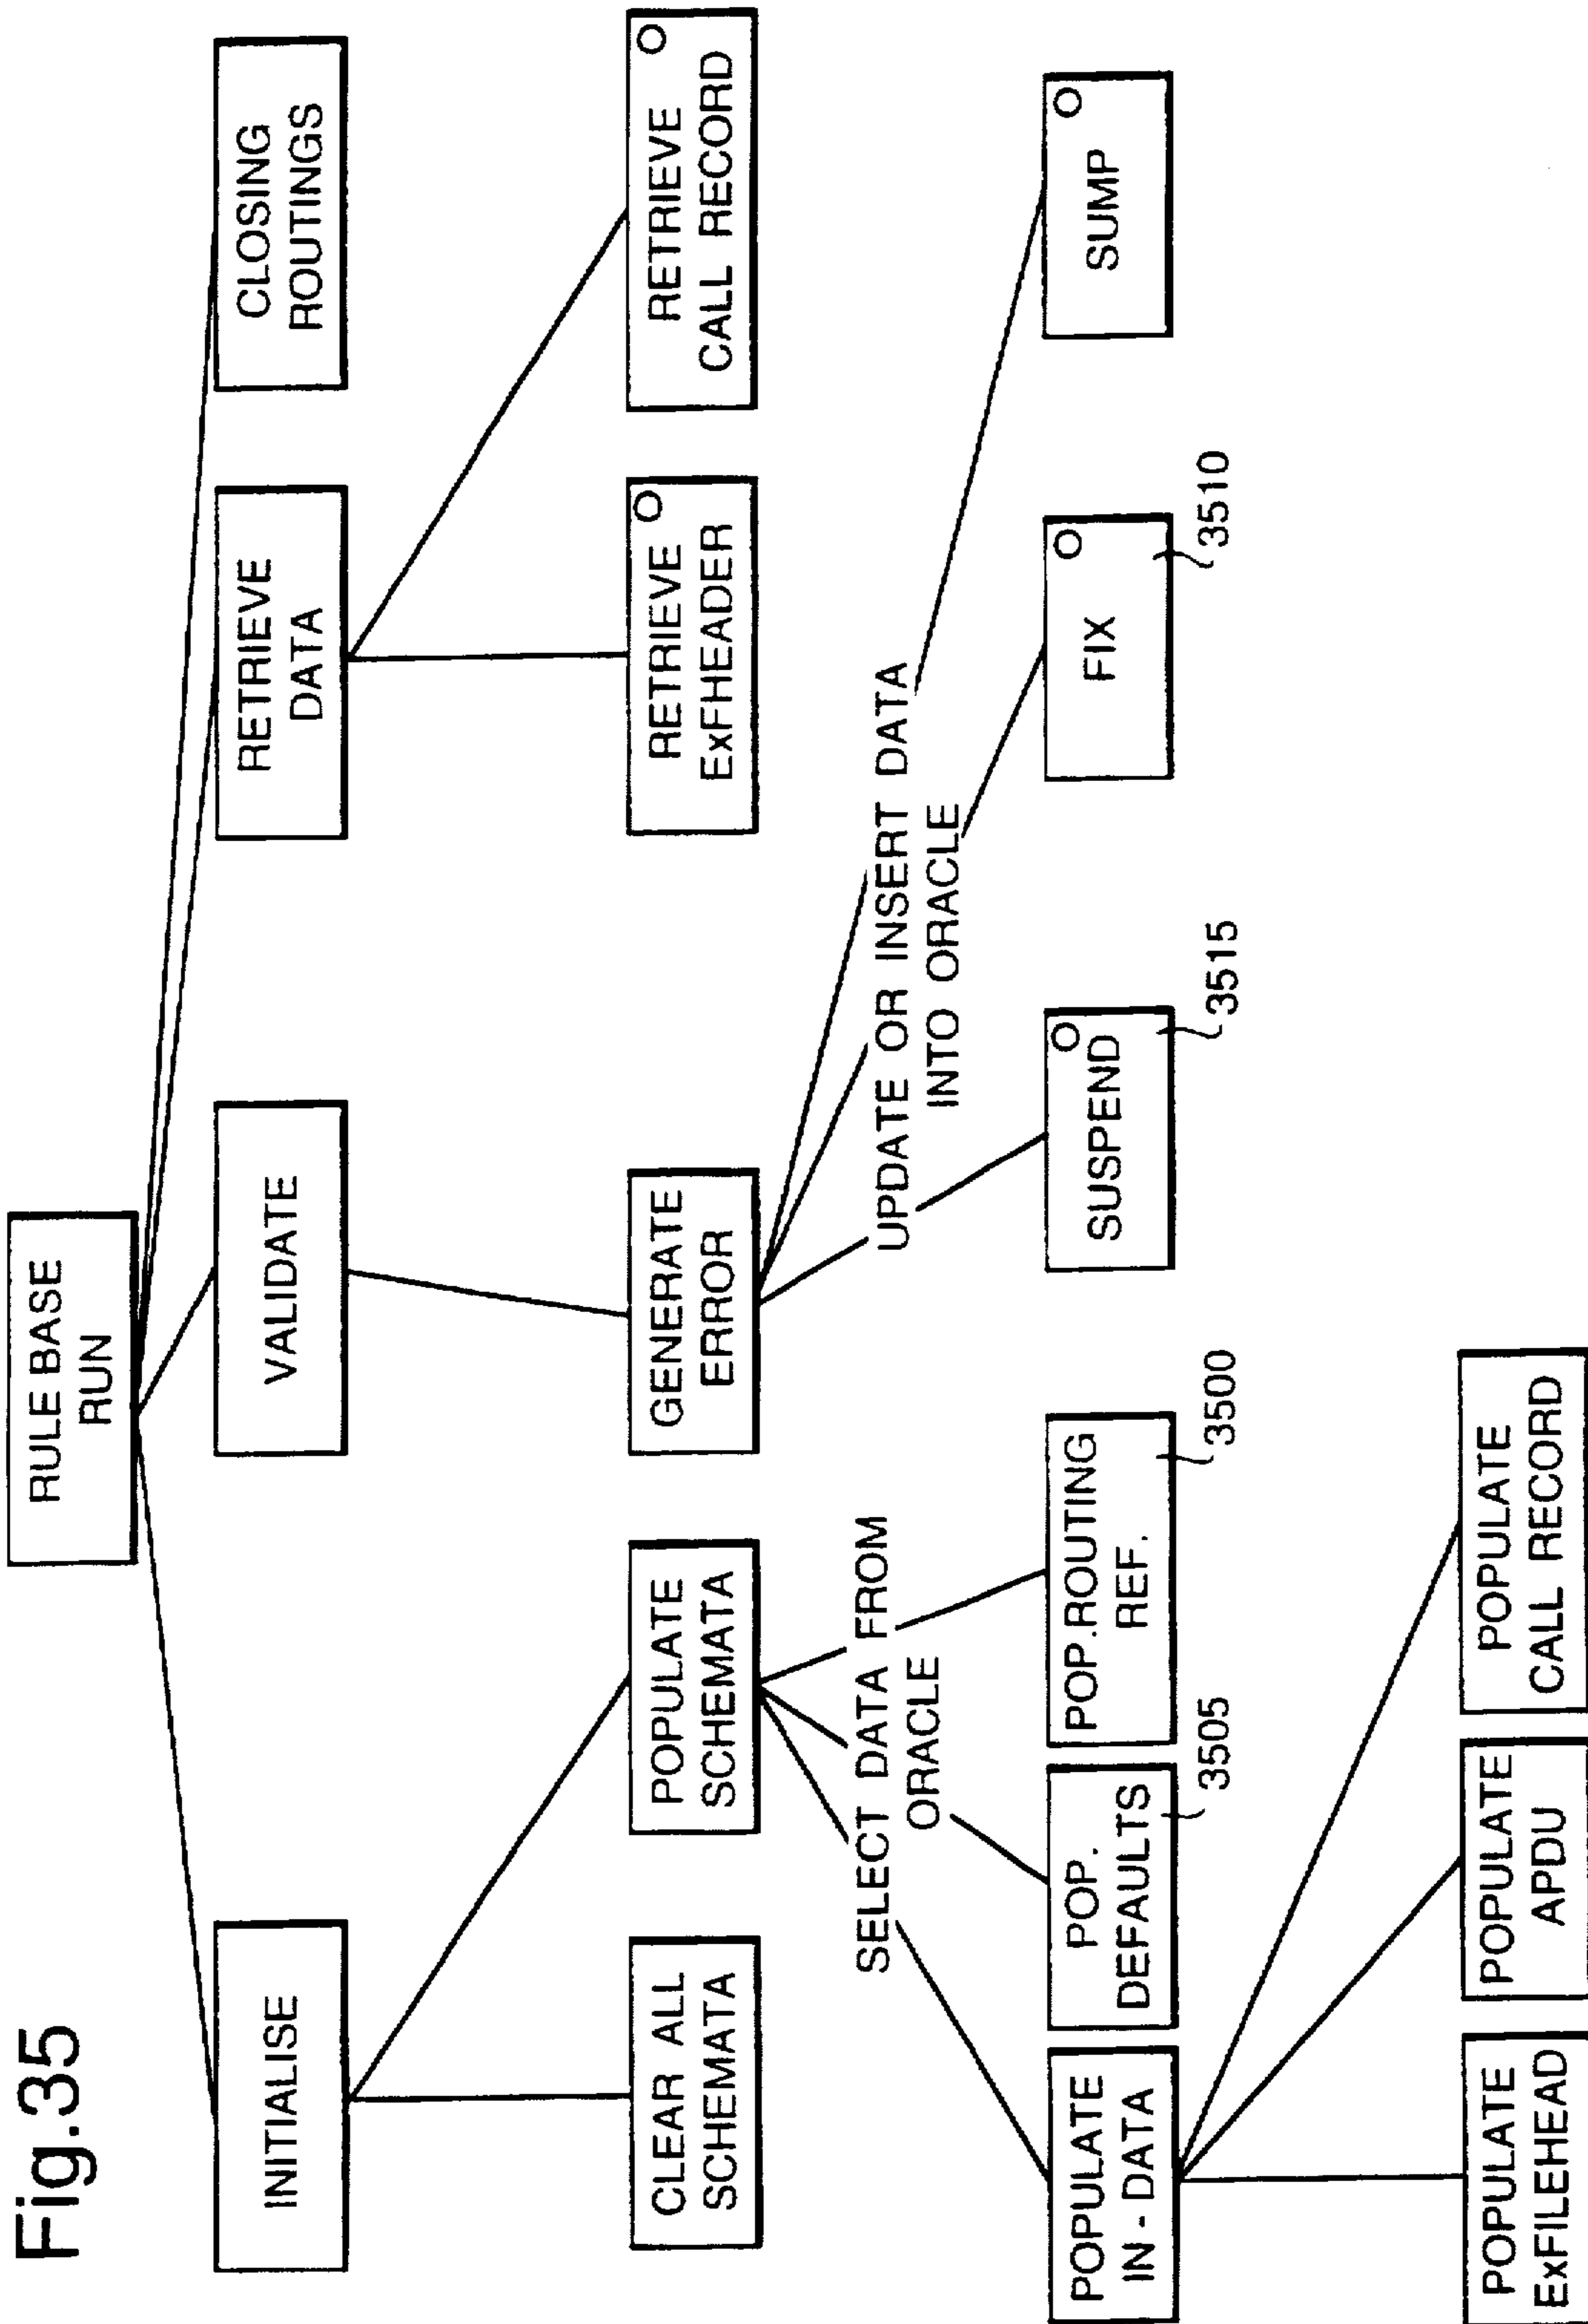 Fig.35
RULE BASE
RUN
INITIALISE
VALIDATE
RETRIEVE
DATA
CLOSING
ROUTINGS
CLEAR ALL
SCHEMATA
POPULATE
SCHEMATA
GENERATE
ERROR
RETRIEVE
ExFHEADER
RETRIEVE
CALL RECORD
SELECT DATA FROM
ORACLE
UPDATE OR INSERT DATA
INTO ORACLE
POPULATE
IN - DATA
POP.
DEFAULTS
3505
POP.ROUTING
REF.
3500
SUSPEND
3515
FIX
3510
SUMP
POPULATE
ExFILEHEAD
POPULATE
APDU
POPULATE
CALL RECORD